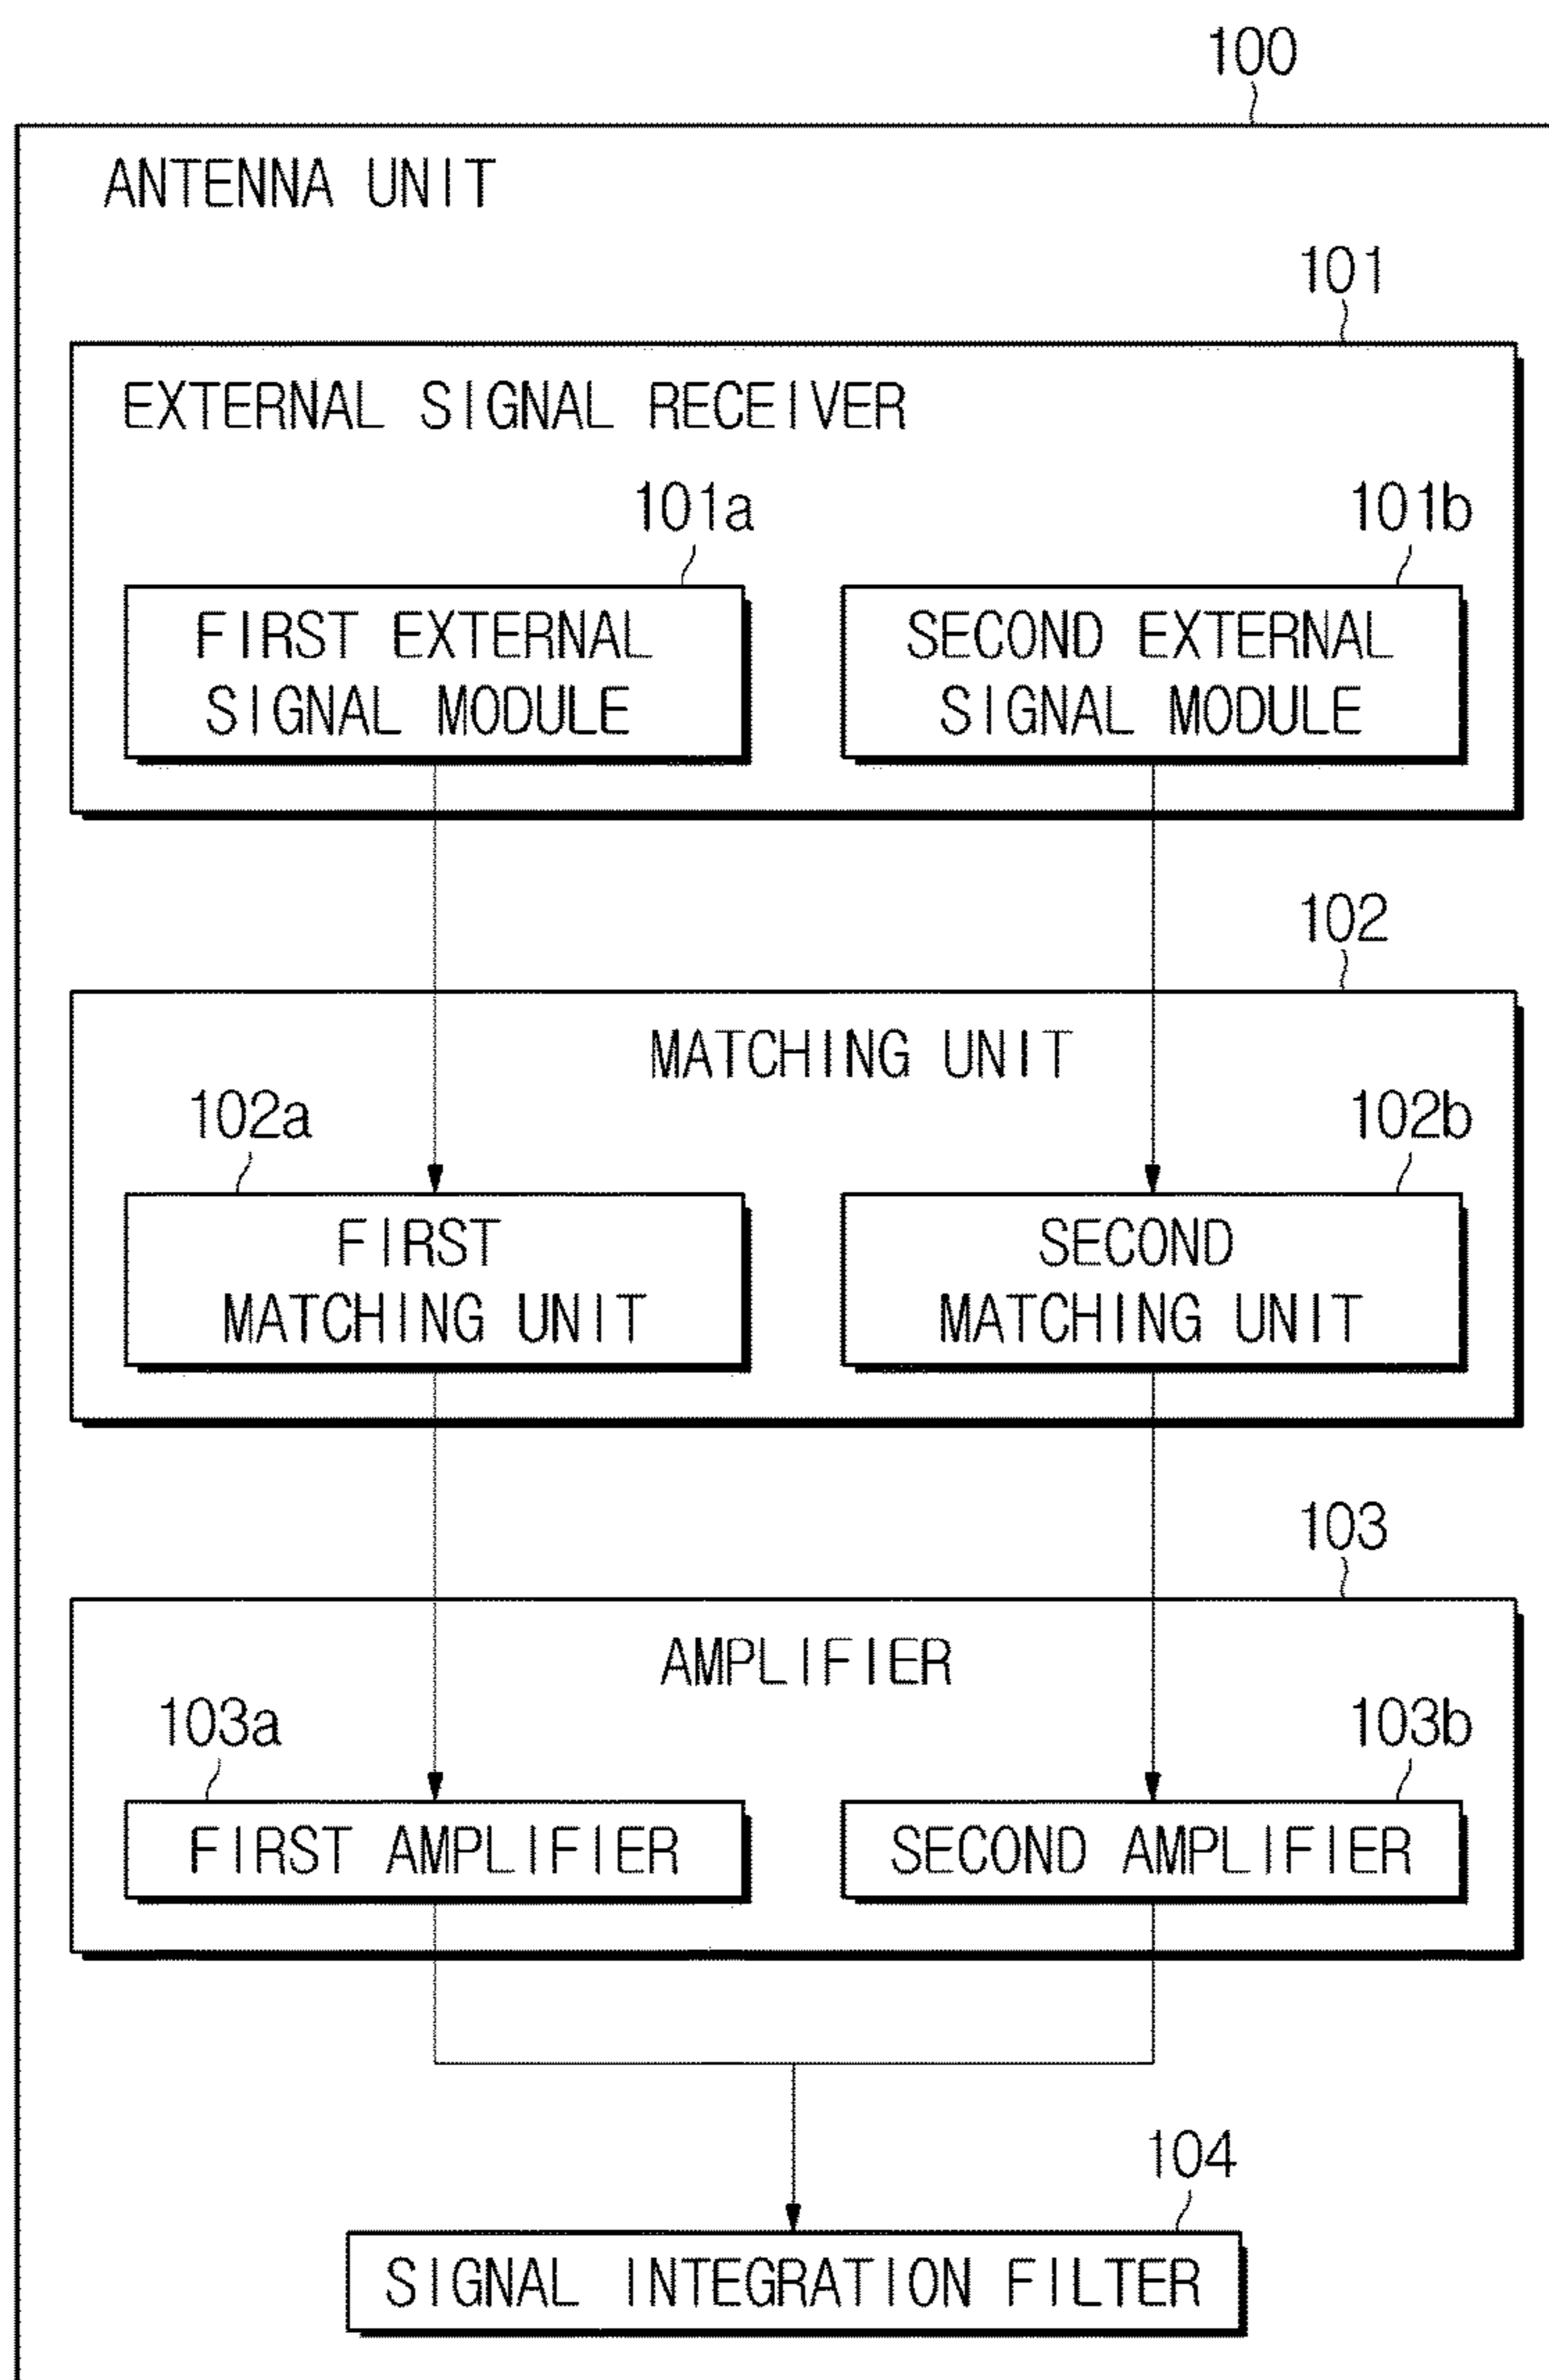 100
ANTENNA UNIT
101
EXTERNAL SIGNAL RECEIVER
101a
101b
FIRST EXTERNAL
SIGNAL MODULE
SECOND EXTERNAL
SIGNAL MODULE
102
MATCHING UNIT
102a
102b
FIRST
MATCHING UNIT
SECOND
MATCHING UNIT
103
AMPLIFIER
103a
103b
FIRST AMPLIFIER
SECOND AMPLIFIER
104
SIGNAL INTEGRATION FILTER